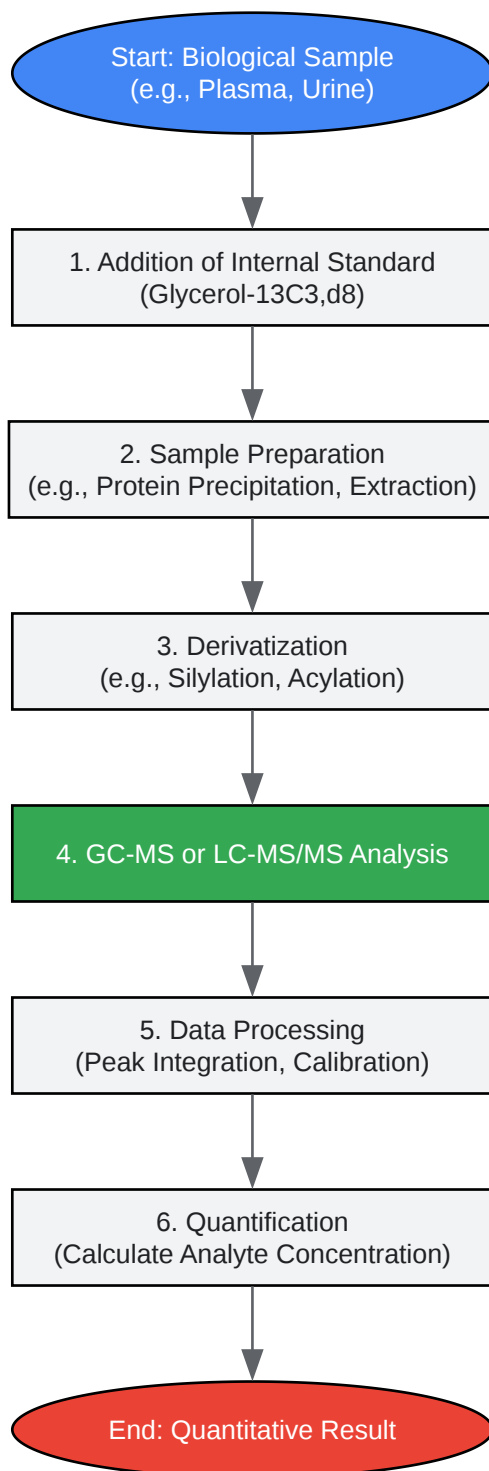 Start: Biological Sample
(e.g., Plasma, Urine)
1. Addition of Internal Standard
(Glycerol-13C3,d8)
2. Sample Preparation
(e.g., Protein Precipitation, Extraction)
3. Derivatization
(e.g., Silylation, Acylation)
4. GC-MS or LC-MS/MS Analysis
5. Data Processing
(Peak Integration, Calibration)
6. Quantification
(Calculate Analyte Concentration)
End: Quantitative Result